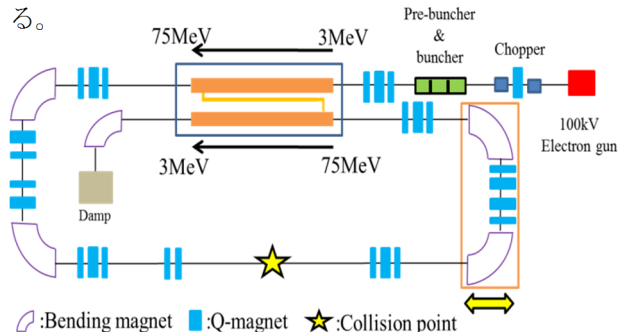 る。
Pre-buncher
&
buncher
75MeV
3MeV
Chopper
100kV
Electron gun
3MeV
75MeV
Damp
:Bending magnet
:Q-magnet
:Collision point